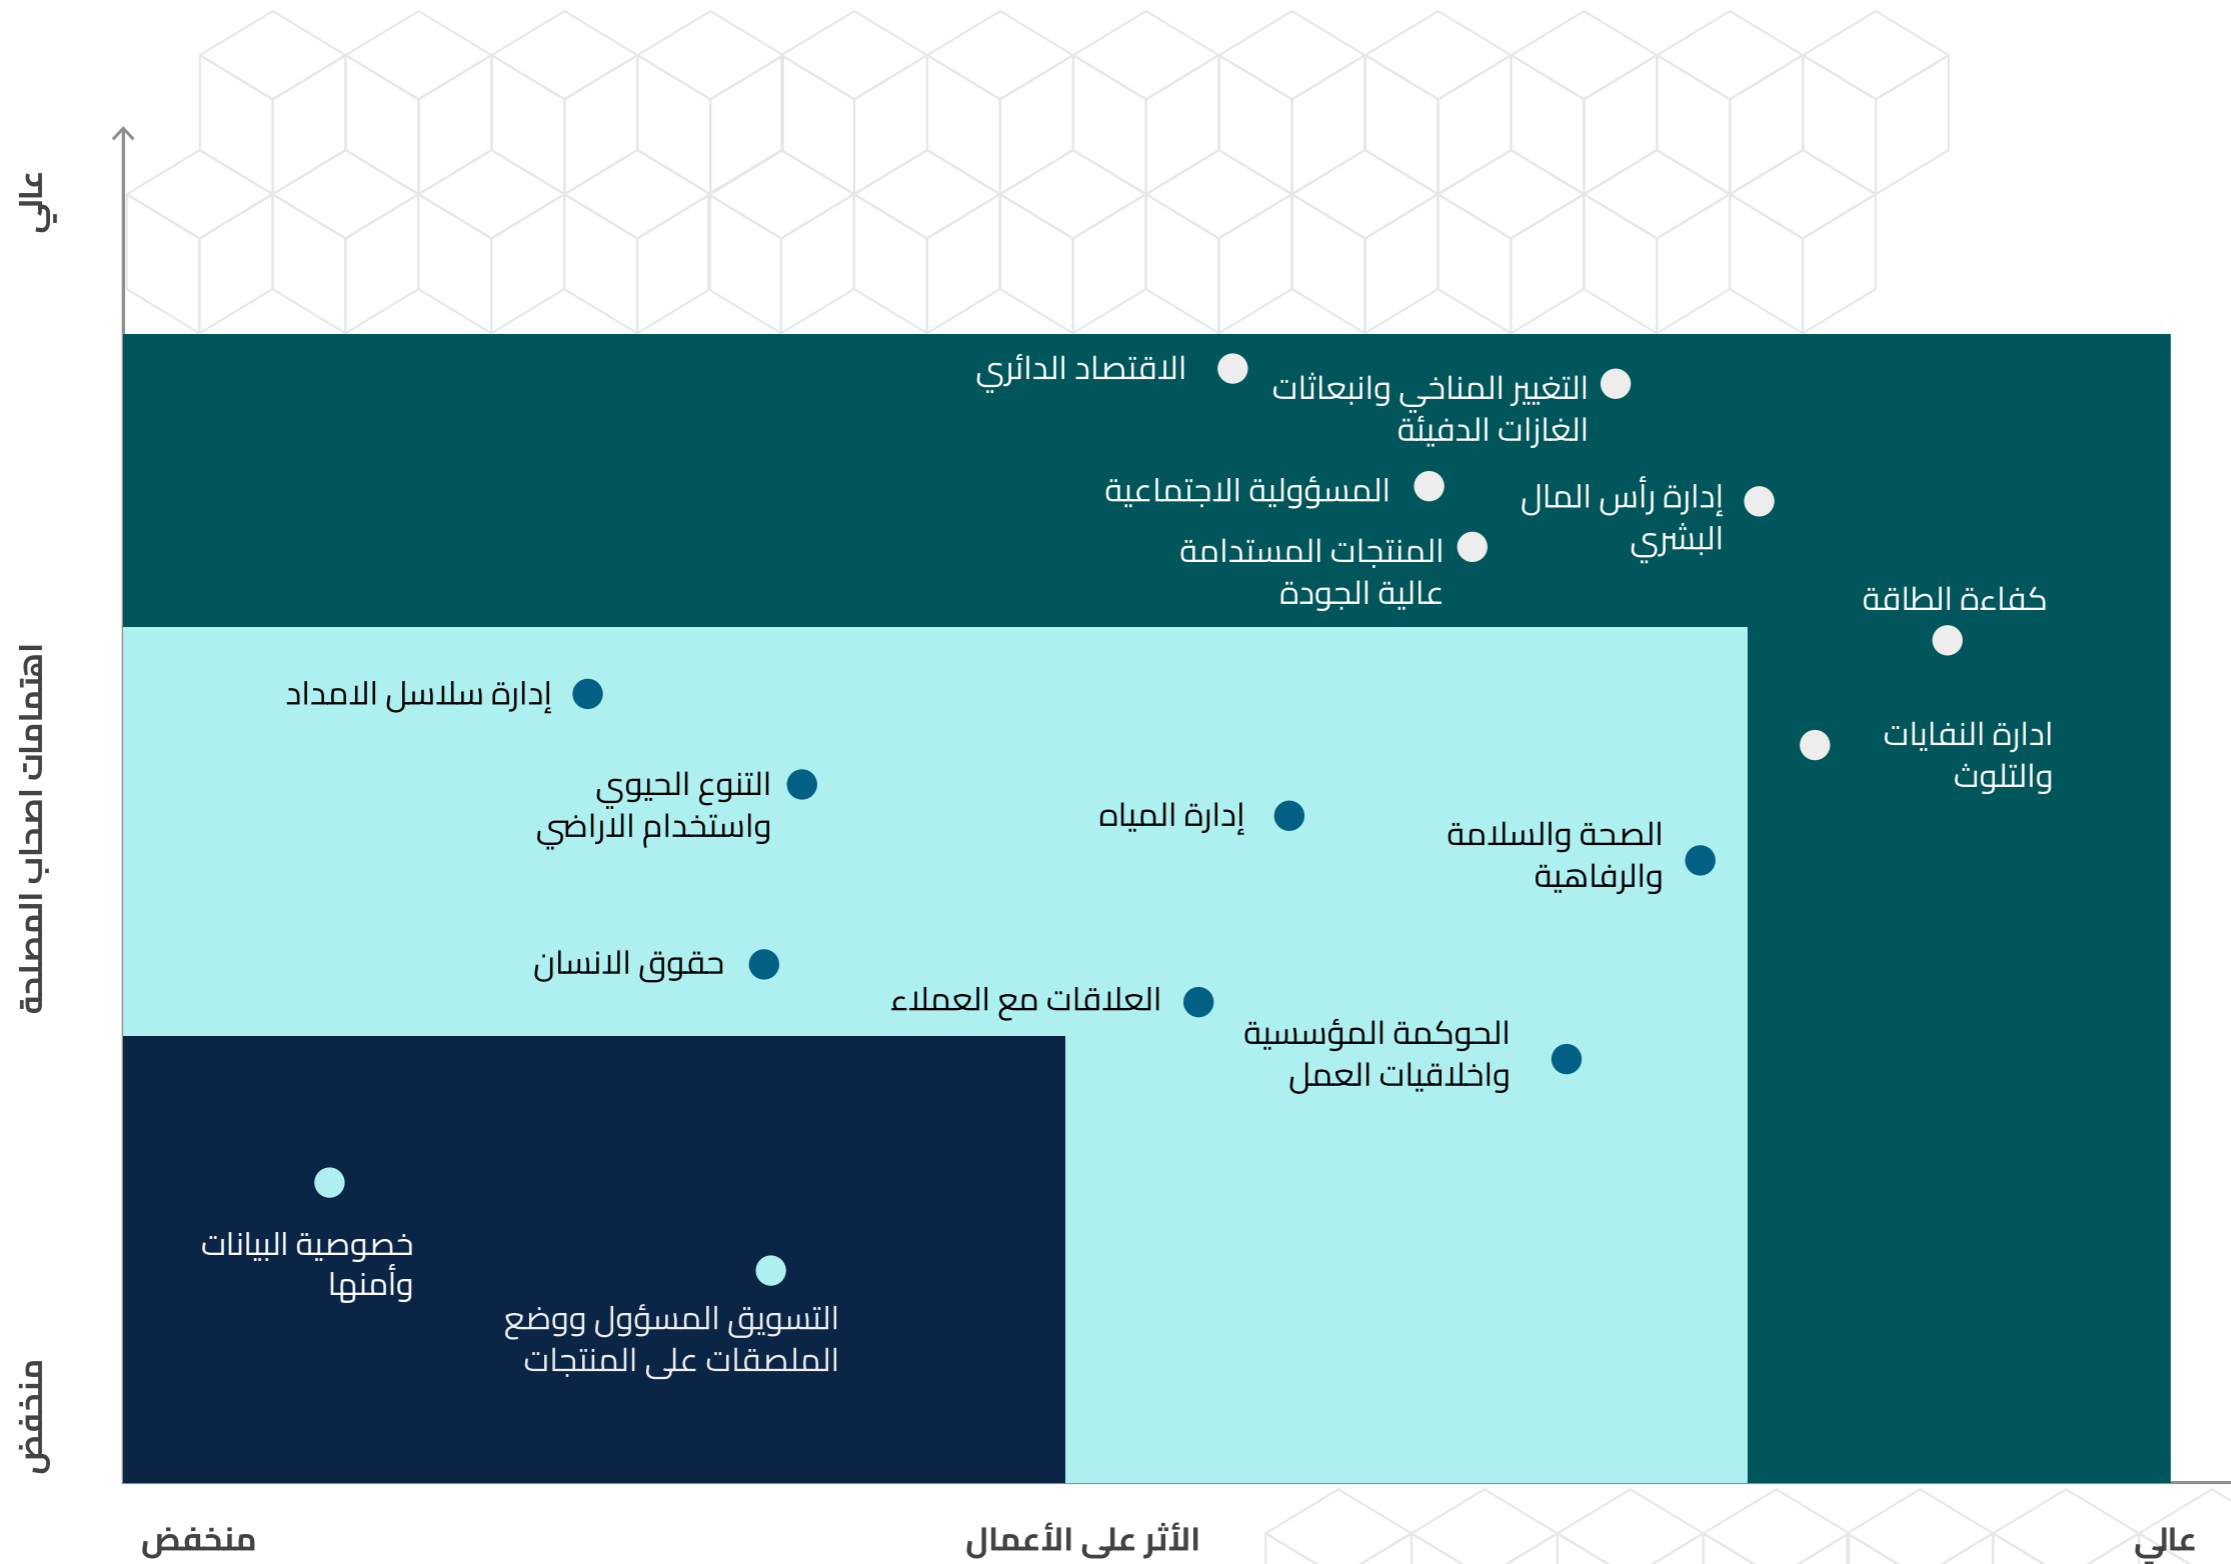 عالي
الاقتصاد الدائري
التغيير المناخي وانبعاثات
الغازات الدفيئة
المسؤولية الاجتماعية
إدارة رأس المال
البشري
المنتجات المستدامة
عالية الجودة
كفاءة الطاقة
ادارة النفايات
والتلوث
اهتمامات اصحاب المصلحة
إدارة سلاسل الامداد
التنوع الحيوي
واستخدام الاراضي
إدارة المياه
الصحة والسلامة
والرفاهية
حقوق الانسان
العلاقات مع العملاء
الحوكمة المؤسسية
واخلاقيات العمل
خصوصية البيانات
وأمنها
التسويق المسؤول ووضع
الملصقات على المنتجات
منخفض
منخفض
الأثر على الأعمال
عالي